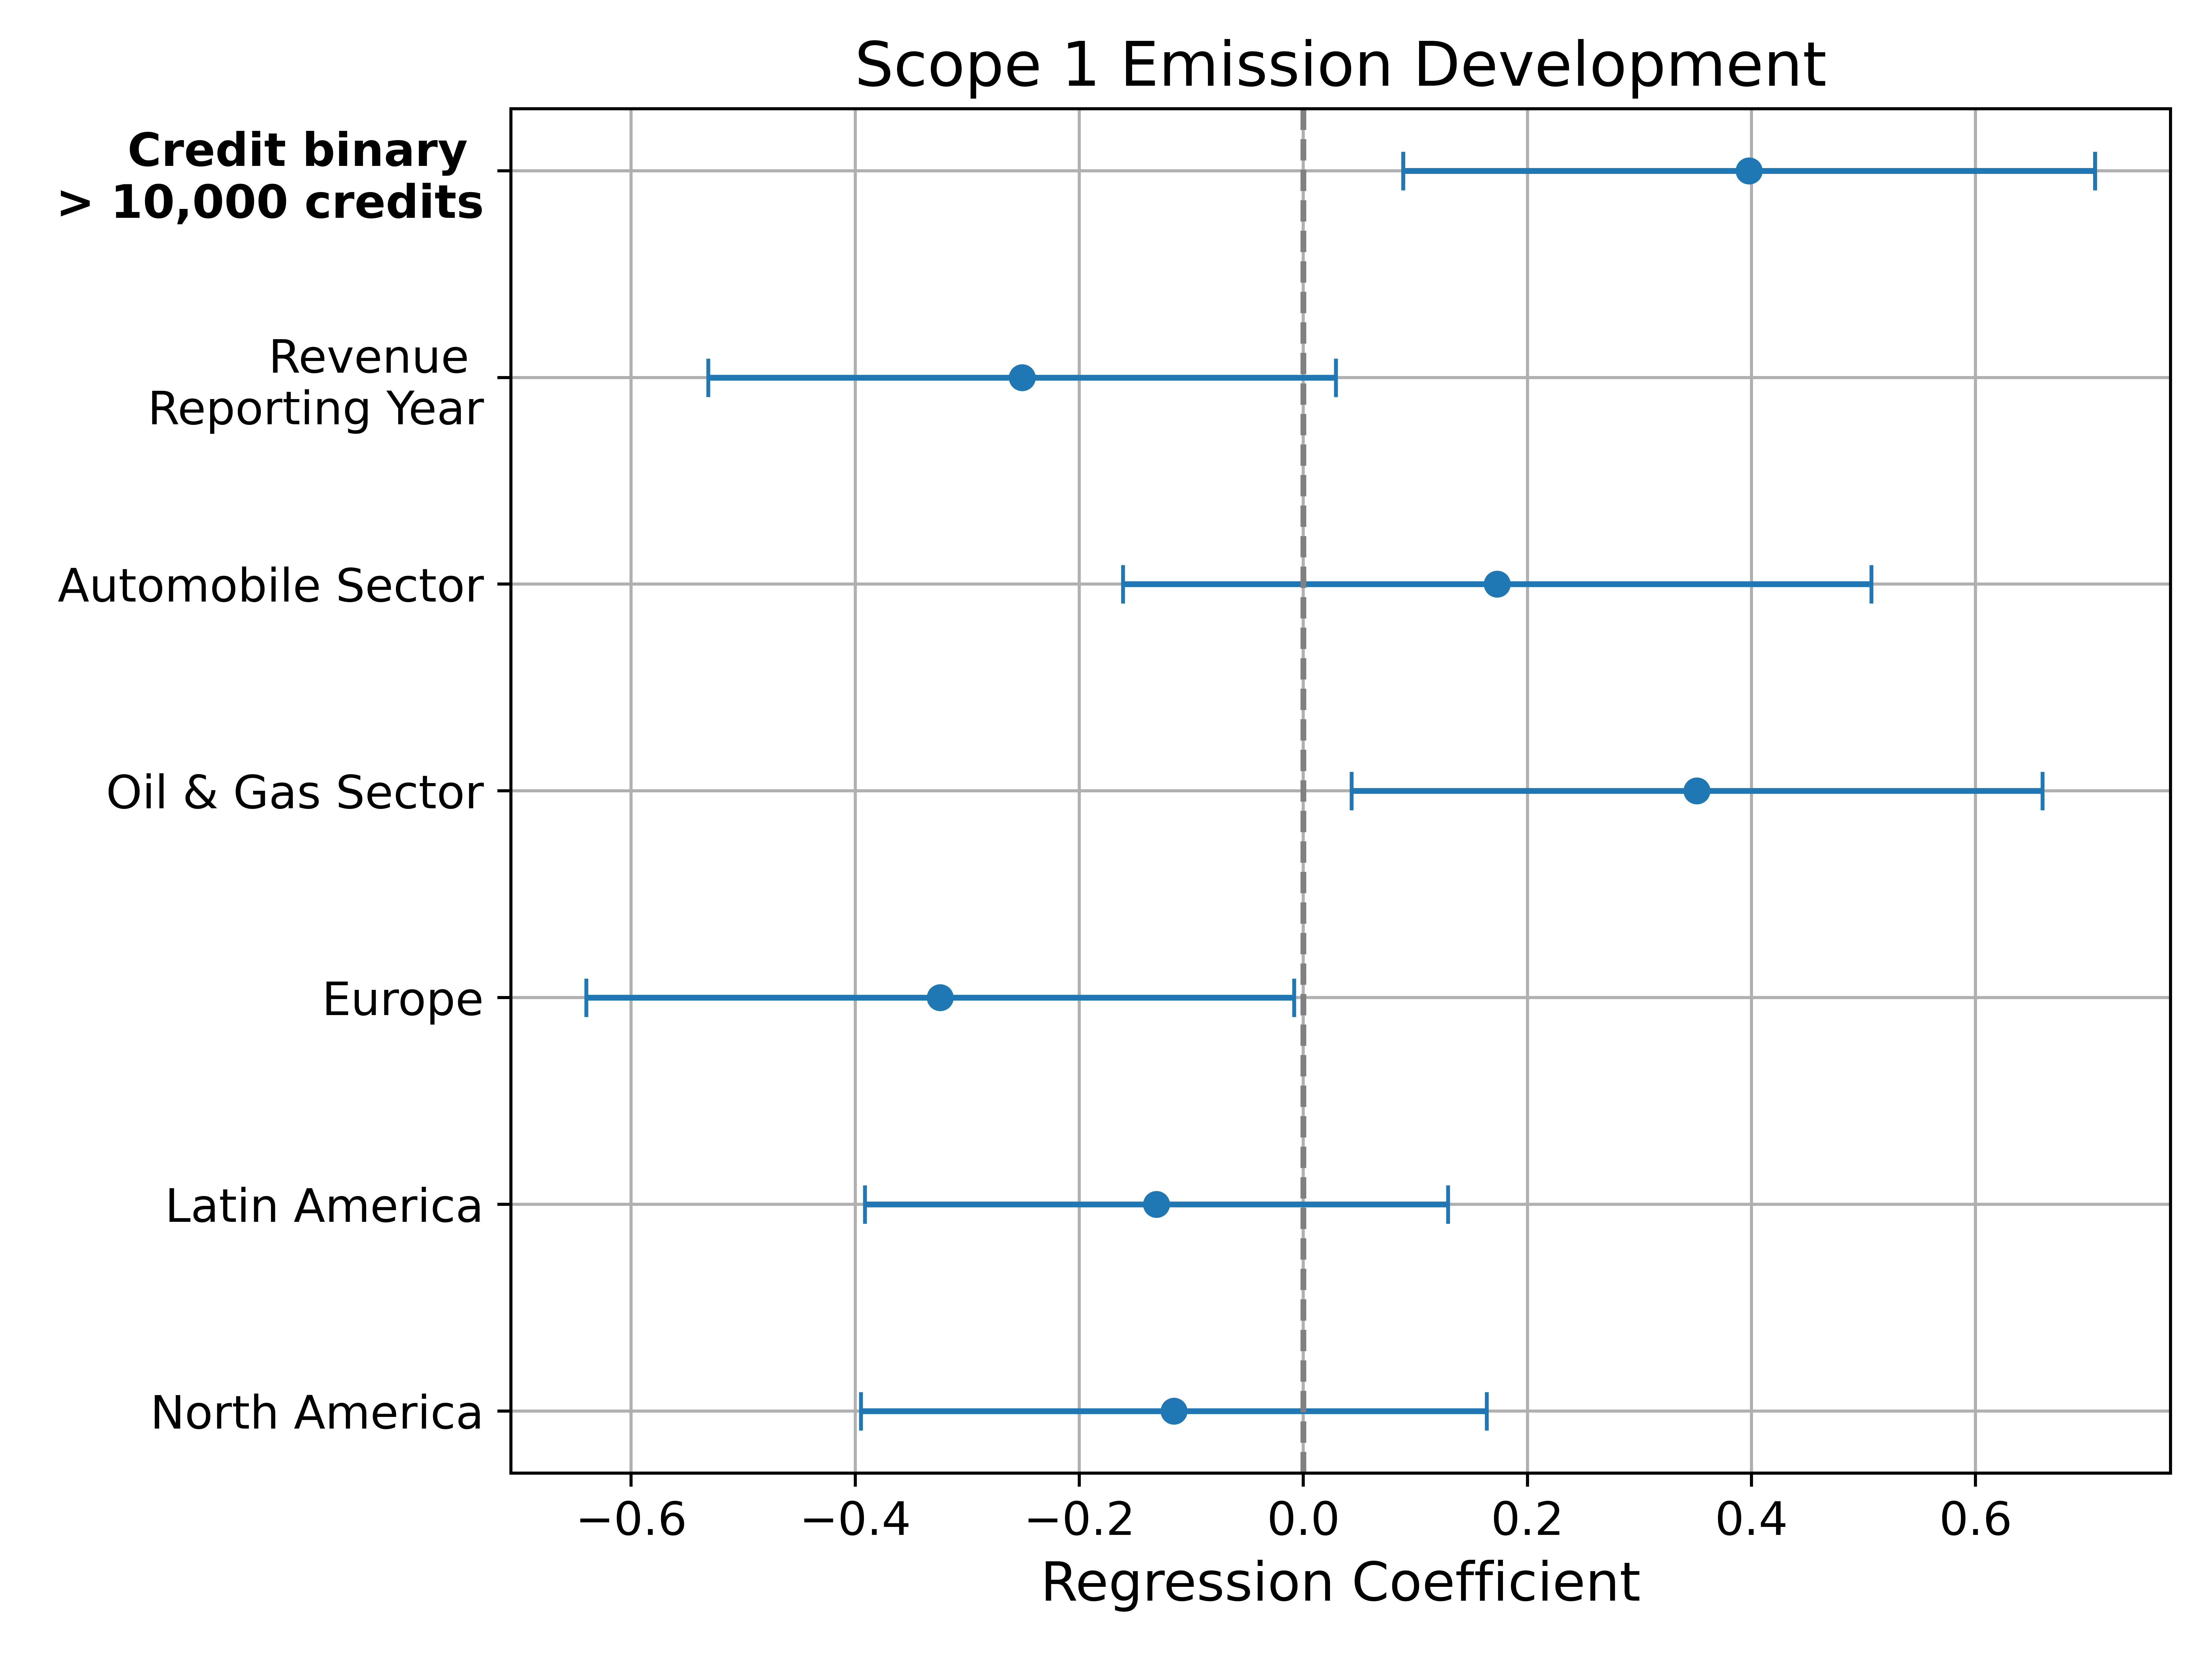 Scope 1 Emission Development
Credit binary
> 10,000 credits
Revenue
Reporting Year
Automobile Sector
Oil & Gas Sector
Europe
Latin America
North America
−0.6 −0.4 −0.2 0.0 0.2 0.4 0.6
Regression Coefficient